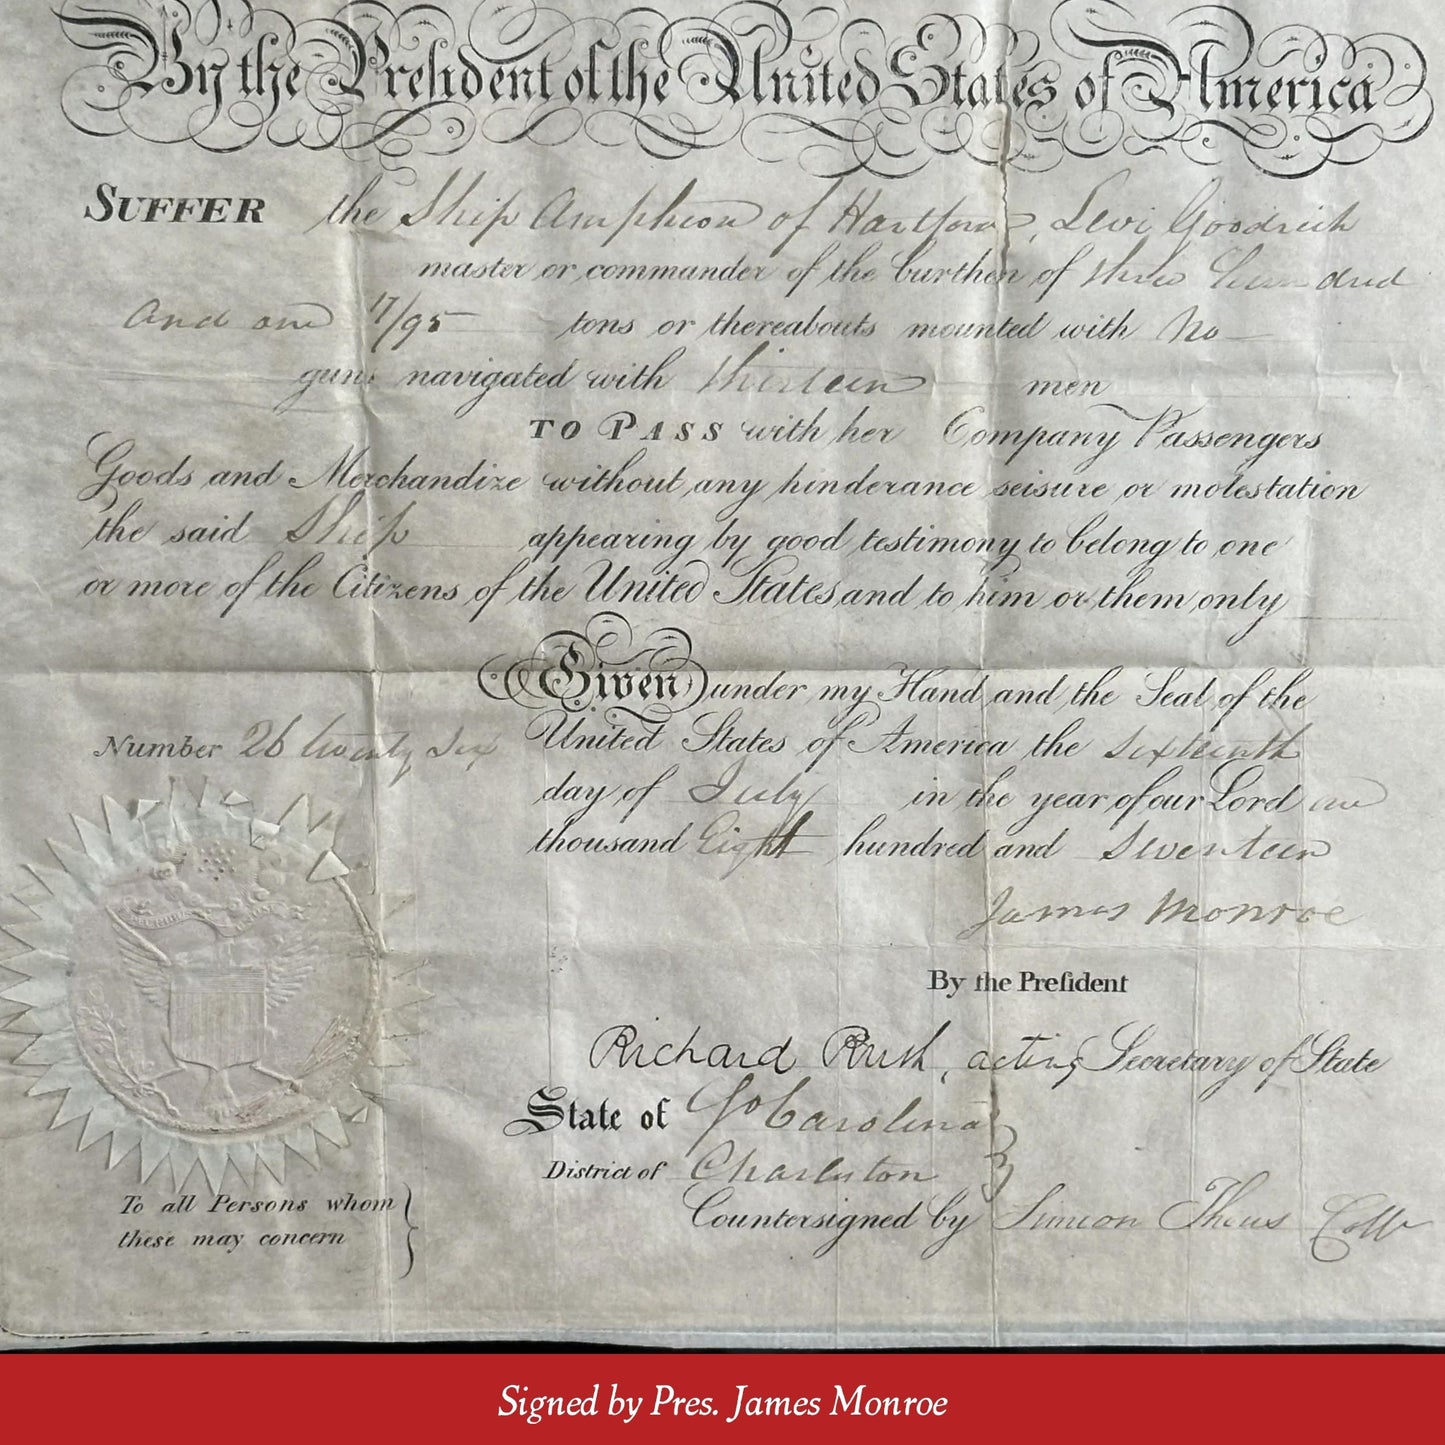 By the President of the United States of America
SUFFER the Ship Amphion of Hartford, Levi Goodrich
master or commander of the burthen of three hundred
and one 17/95 tons or thereabouts mounted with no
guns navigated with thirteen men
TO PASS with her Company Passengers
Goods and Merchandize without any hinderance seisure or molestation
the said Ship appearing by good testimony to belong to one
or more of the Citizens of the United States and to him or them only
Given under my Hand and the Seal of the
Number 26 twenty Six United States of America the sixteenth
day of July in the year of our Lord one
thousand Eight hundred and Seventeen
James Monroe
By the Preſident
Richard Rush, acting Secretary of State
State of So Carolina
District of Charleston
Countersigned by Simeon Theus Collr
To all Persons whom
these may concern
Signed by Pres. James Monroe